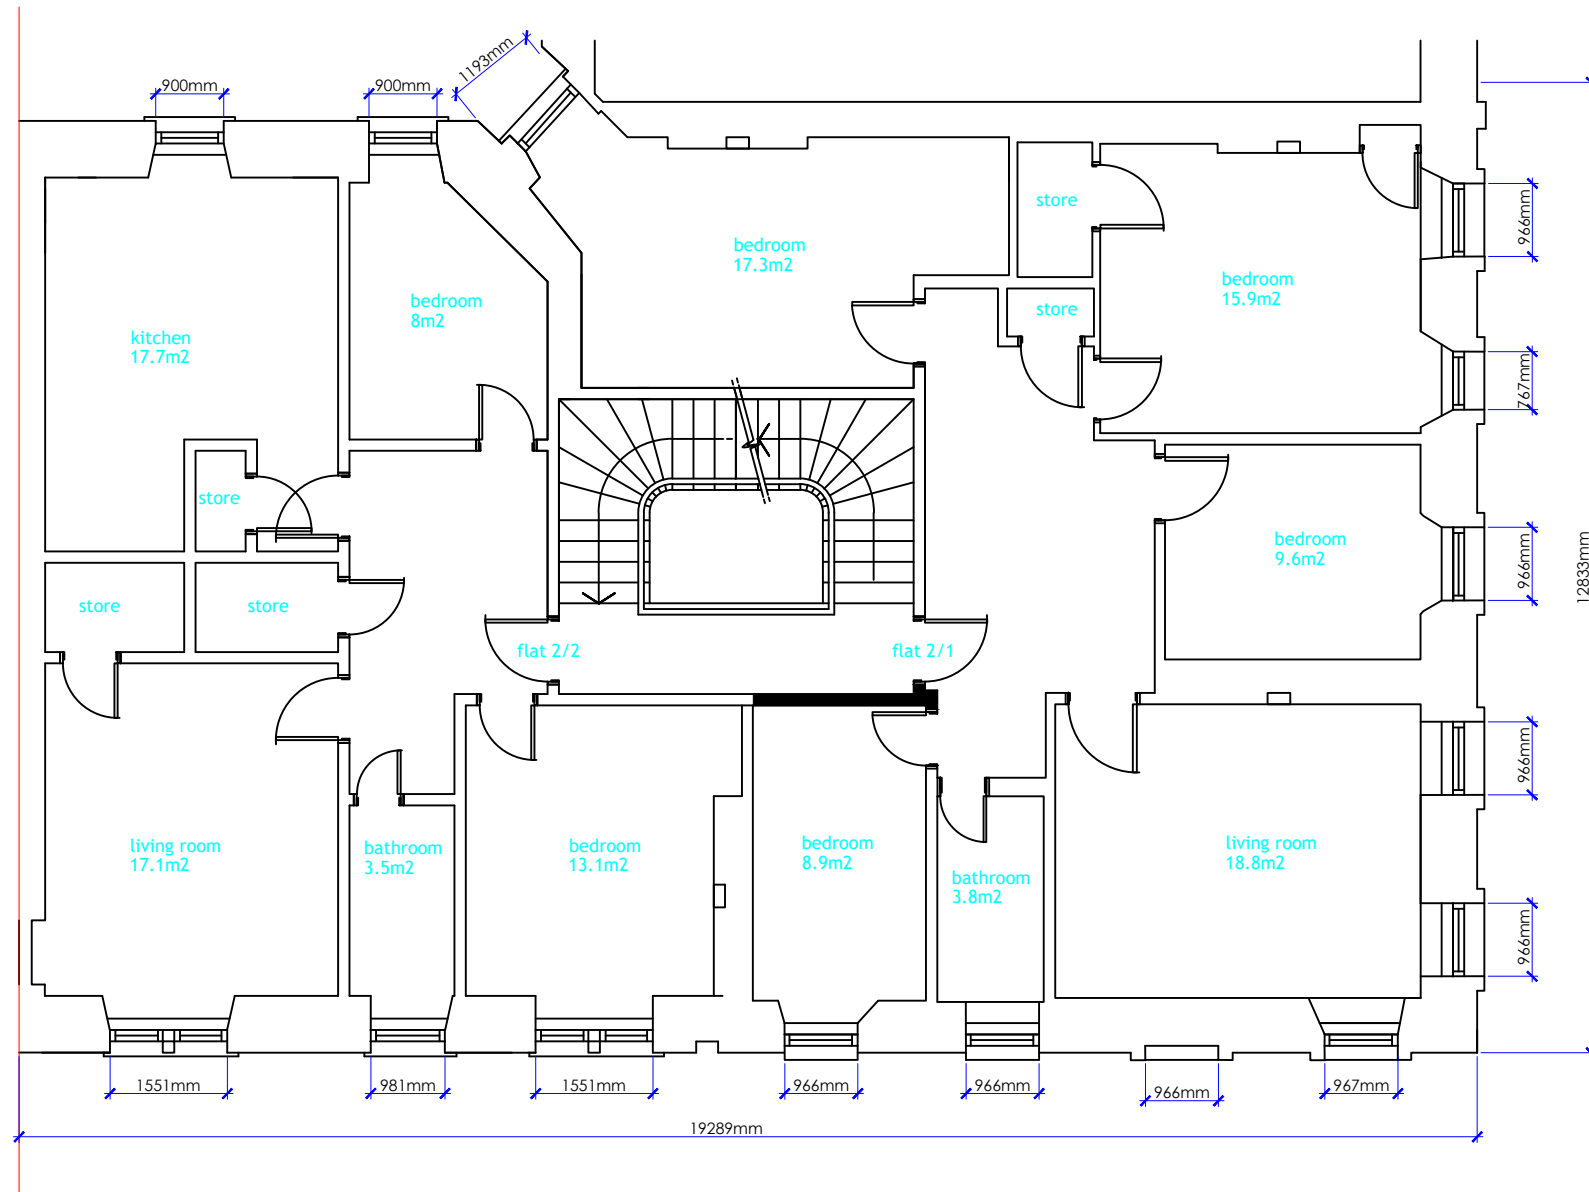 1193mm
900mm
900mm
store
966mm
bedroom
17.3m2
bedroom
15.9m2
bedroom
8m2
store
kitchen
17.7m2
767mm
store
bedroom
9.6m2
966mm
12833mm
store
store
flat 2/2
flat 2/1
966mm
living room
17.1m2
bathroom
3.5m2
bedroom
13.1m2
bedroom
8.9m2
living room
18.8m2
bathroom
3.8m2
966mm
1551mm
981mm
1551mm
966mm
966mm
966mm
967mm
19289mm